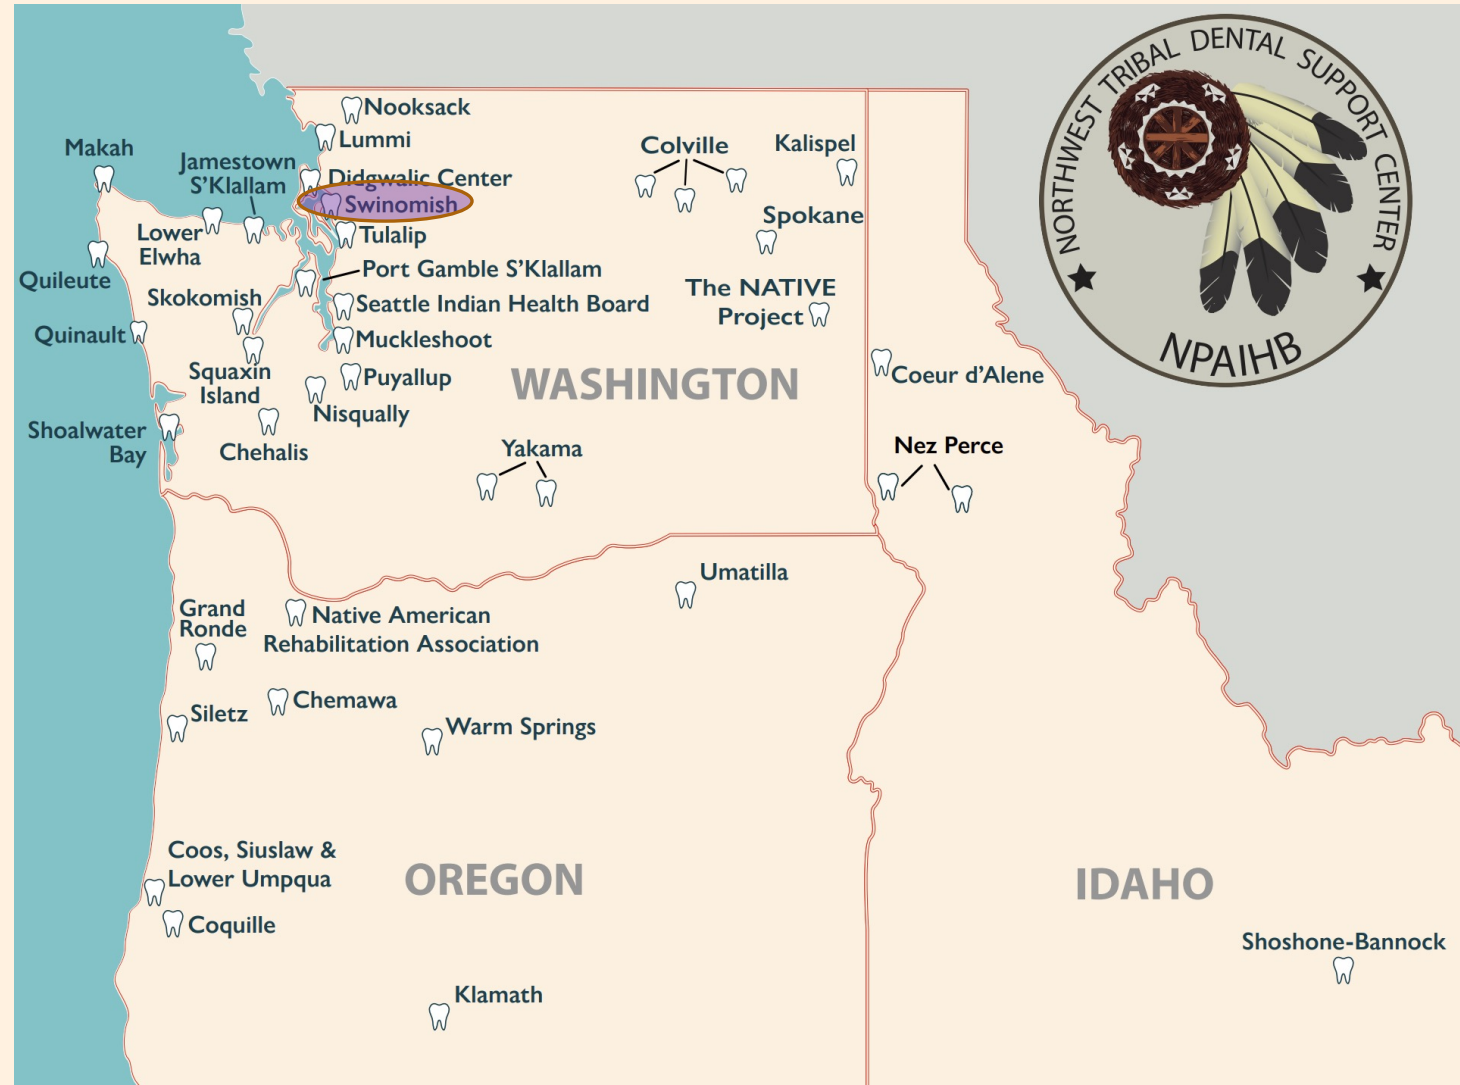 NORTHWEST TRIBAL DENTAL SUPPORT CENTER
NPAIHB
Nooksack
Lummi
Makah
Jamestown
S'Klallam
Didgwalic Center
Swinomish
Lower
Elwha
Tulalip
Quileute
Port Gamble S'Klallam
Skokomish
Seattle Indian Health Board
Quinault
Muckleshoot
Squaxin
Island
Puyallup
Nisqually
Shoalwater
Bay
Chehalis
Colville
Kalispel
Spokane
The NATIVE
Project
WASHINGTON
Yakama
Coeur d'Alene
Nez Perce
Umatilla
Grand
Ronde
Native American
Rehabilitation Association
Chemawa
Siletz
Warm Springs
Coos, Siuslaw &
Lower Umpqua
OREGON
Coquille
Klamath
IDAHO
Shoshone-Bannock